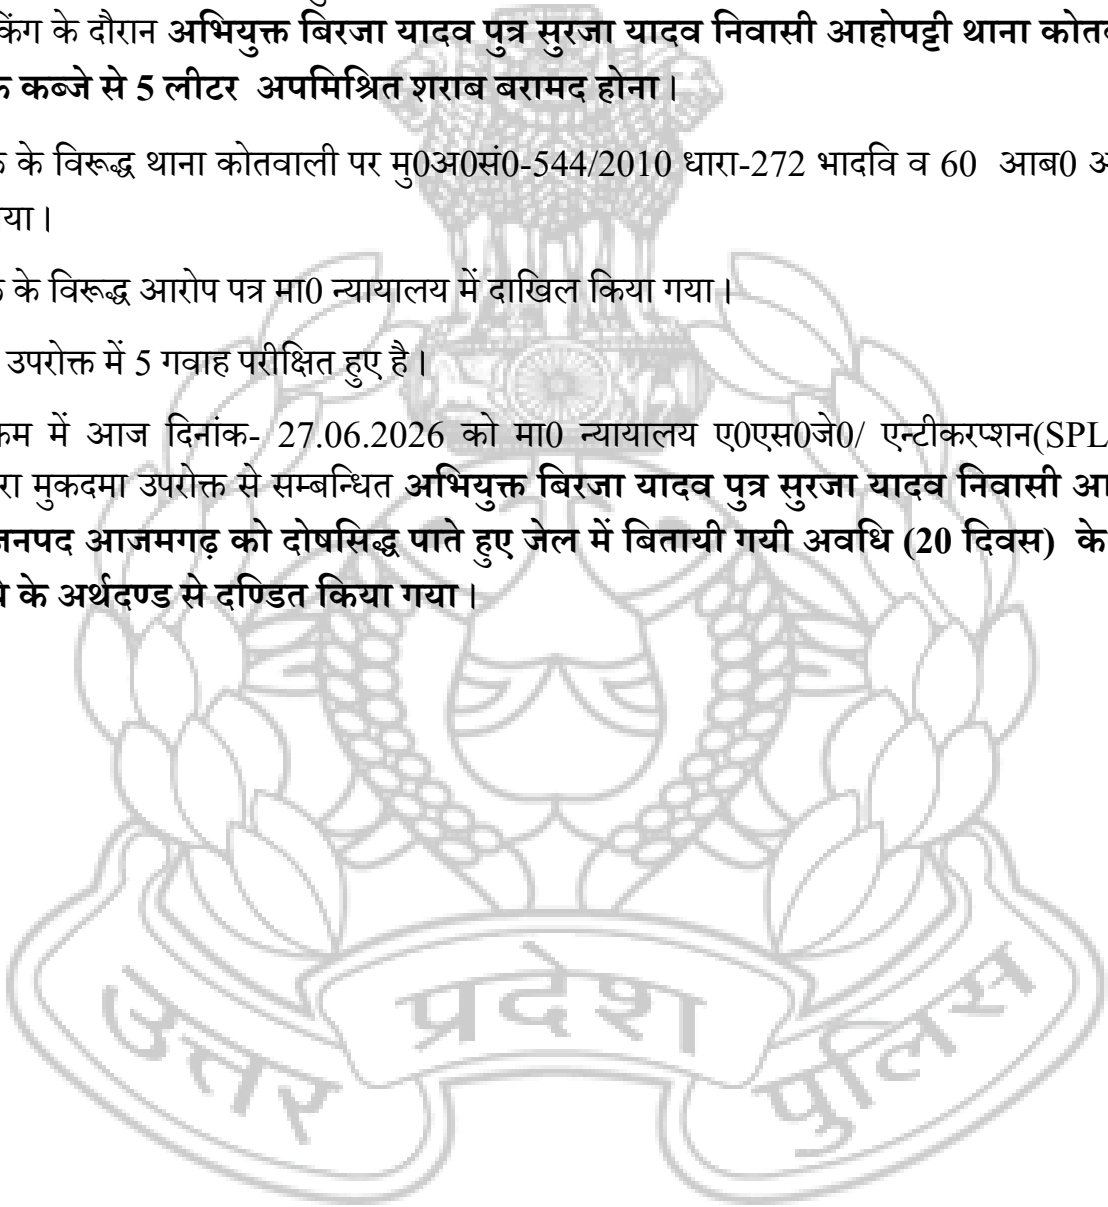 किंग के दौरान अभियुक्त बिरजा यादव पुत्र सुरजा यादव निवासी आहोपट्टी थाना
कब्जे से 5 लीटर अपमिश्रित शराब बरामद होना।
के विरूद्ध थाना कोतवाली पर मु0अ0सं0-544/2010 धारा-272 भादवि व 60 आब0
के विरूद्ध आरोप पत्र मा0 न्यायालय में दाखिल किया गया।
उपरोक्त में 5 गवाह परीक्षित हुए है।
में आज दिनांक- 27.06.2026 को मा0 न्यायालय ए0एस0जे0/ एन्टीकरप्शन(SPL
मुकदमा उपरोक्त से सम्बन्धित अभियुक्त बिरजा यादव पुत्र सुरजा यादव निवासी
जनपद आजमगढ़ को दोषसिद्ध पाते हुए जेल में बितायी गयी अवधि (20 दिवस) के
के अर्थदण्ड से दण्डित किया गया।
उत्तर प्रदेश पुलिस